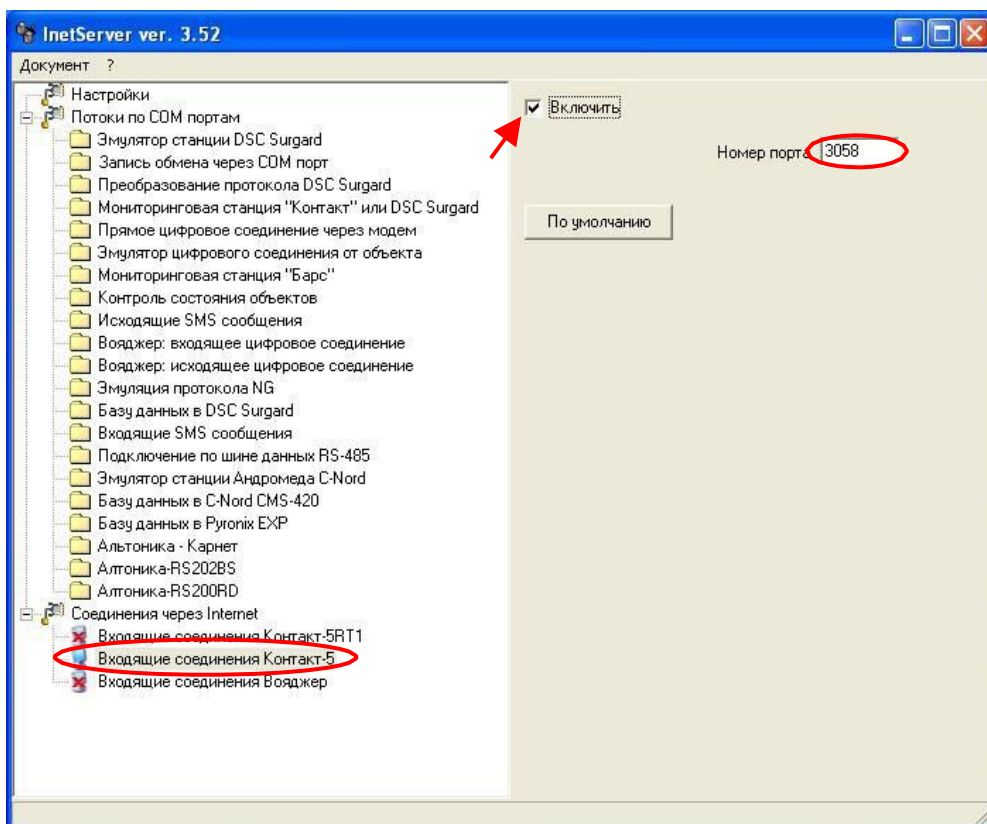 InetServer ver. 3.52
Документ ?
Настройки
Потоки по COM портам
Эмулятор станции DSC Surgard
Запись обмена через COM порт
Преобразование протокола DSC Surgard
Мониторинговая станция "Контакт" или DSC Surgard
Прямое цифровое соединение через модем
Эмулятор цифрового соединения от объекта
Мониторинговая станция "Барс"
Контроль состояния объектов
Исходящие SMS сообщения
Вояджер: входящее цифровое соединение
Вояджер: исходящее цифровое соединение
Эмуляция протокола NG
Базу данных в DSC Surgard
Входящие SMS сообщения
Подключение по шине данных RS-485
Эмулятор станции Андромеда C-Nord
Базу данных в C-Nord CMS-420
Базу данных в Pyronix EXP
Альтоника - Карнет
Алтоника-RS202BS
Алтоника-RS200RD
Соединения через Internet
Входящие соединения Контакт-5RT1
Входящие соединения Контакт-5
Входящие соединения Вояджер
Включить
Номер порта 3058
По умолчанию